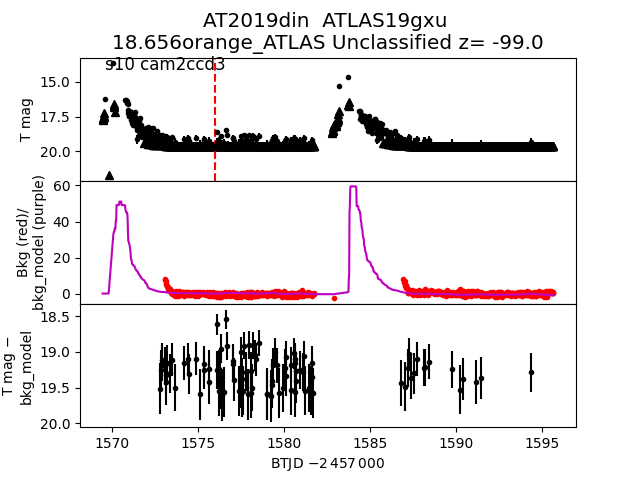 AT2019din  ATLAS19gxu
18.656orange_ATLAS Unclassified z= -99.0
s10 cam2ccd3
T mag
15.0
17.5
20.0
Bkg (red)/
bkg_model (purple)
60
40
20
0
T mag −
bkg_model
18.5
19.0
19.5
20.0
1570 1575 1580 1585 1590 1595
BTJD −2 457 000